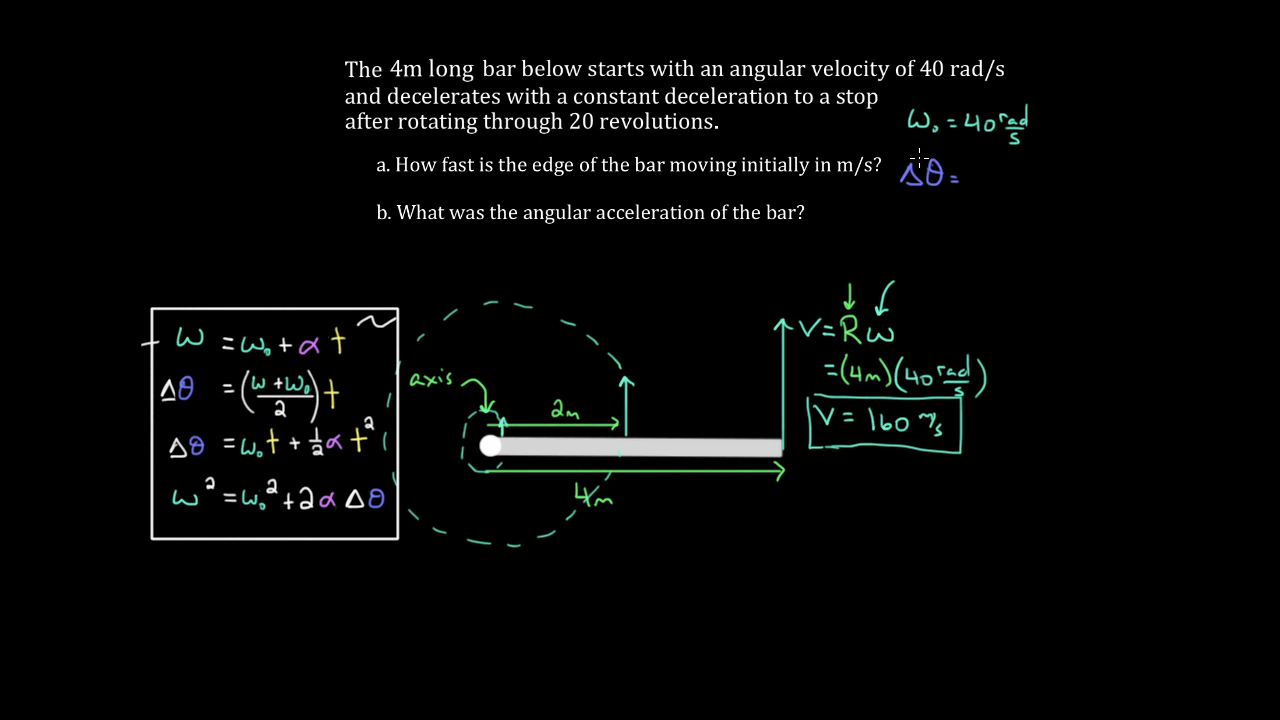 The 4m long bar below starts with an angular velocity of 40 rad/s
and decelerates with a constant deceleration to a stop
after rotating through 20 revolutions.
ω₀ = 40 rad/s
a. How fast is the edge of the bar moving initially in m/s?
Δθ =
b. What was the angular acceleration of the bar?
ω = ω₀ + αt
Δθ = ((ω + ω₀)/2)t
Δθ = ω₀t + ½αt²
ω² = ω₀² + 2αΔθ
axis
2m
4m
V = Rω
= (4m)(40 rad/s)
V = 160 m/s